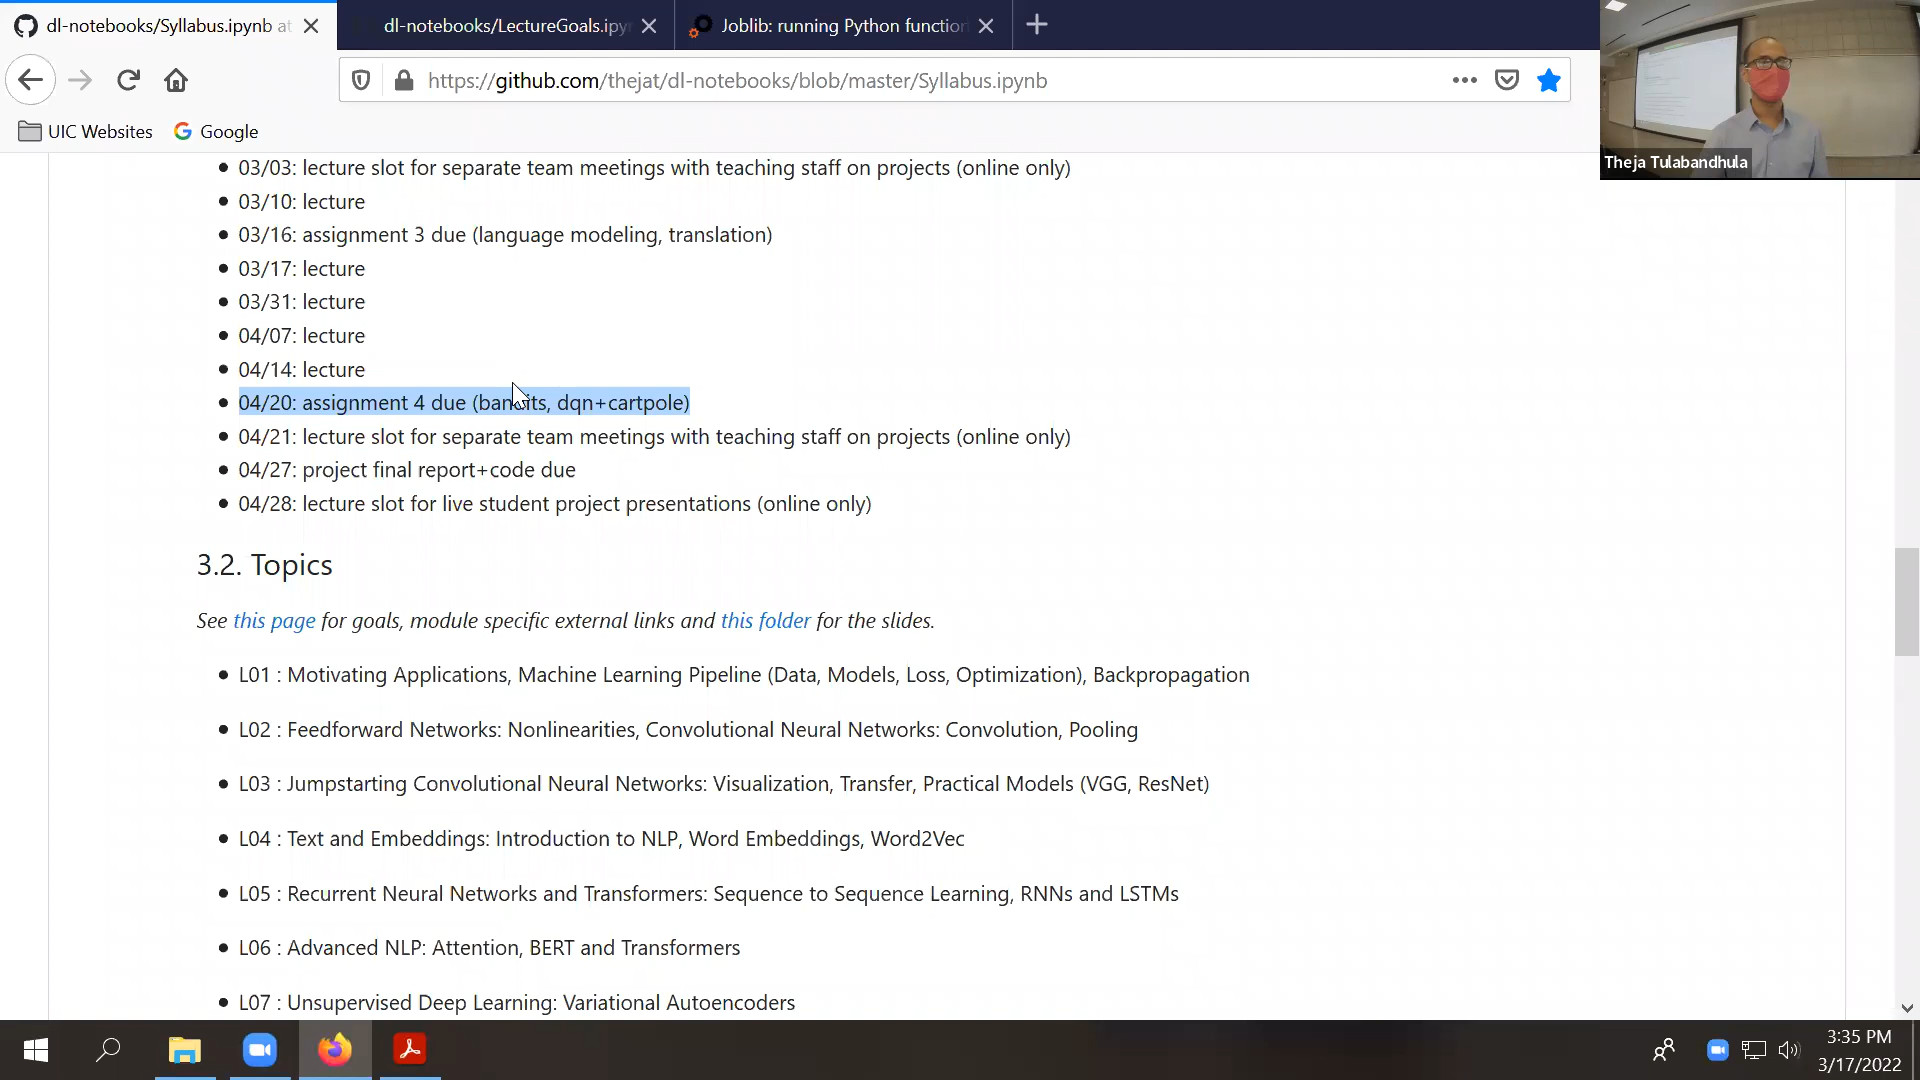 dl-notebooks/Syllabus.ipynb at
dl-notebooks/LectureGoals.ipy
Joblib: running Python function
https://github.com/thejat/dl-notebooks/blob/master/Syllabus.ipynb
UIC Websites
Google
Theja Tulabandhula
03/03: lecture slot for separate team meetings with teaching staff on projects (online only)
03/10: lecture
03/16: assignment 3 due (language modeling, translation)
03/17: lecture
03/31: lecture
04/07: lecture
04/14: lecture
04/20: assignment 4 due (bandits, dqn+cartpole)
04/21: lecture slot for separate team meetings with teaching staff on projects (online only)
04/27: project final report+code due
04/28: lecture slot for live student project presentations (online only)
3.2. Topics
See this page for goals, module specific external links and this folder for the slides.
L01 : Motivating Applications, Machine Learning Pipeline (Data, Models, Loss, Optimization), Backpropagation
L02 : Feedforward Networks: Nonlinearities, Convolutional Neural Networks: Convolution, Pooling
L03 : Jumpstarting Convolutional Neural Networks: Visualization, Transfer, Practical Models (VGG, ResNet)
L04 : Text and Embeddings: Introduction to NLP, Word Embeddings, Word2Vec
L05 : Recurrent Neural Networks and Transformers: Sequence to Sequence Learning, RNNs and LSTMs
L06 : Advanced NLP: Attention, BERT and Transformers
L07 : Unsupervised Deep Learning: Variational Autoencoders
3:35 PM
3/17/2022